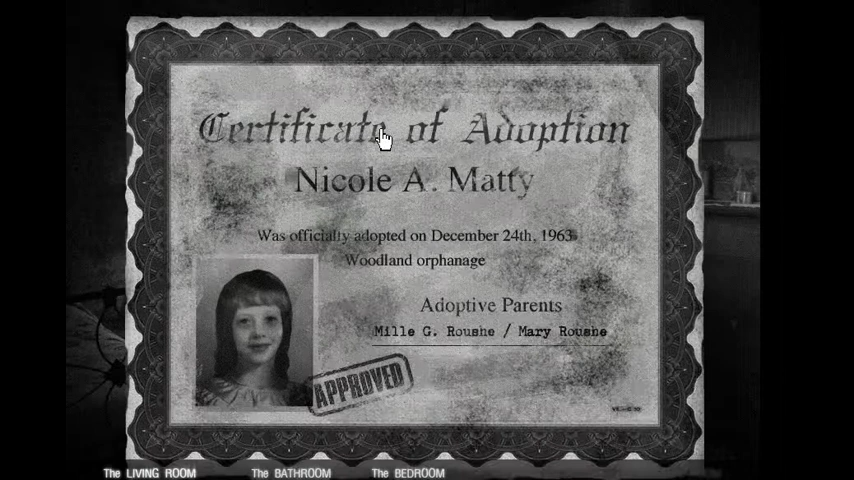 Certificate of Adoption
Nicole A. Matty
Was officially adopted on December 24th, 1963
Woodland orphanage
Adoptive Parents
Mille G. Roushe / Mary Roushe
APPROVED
The LIVING ROOM The BATHROOM The BEDROOM